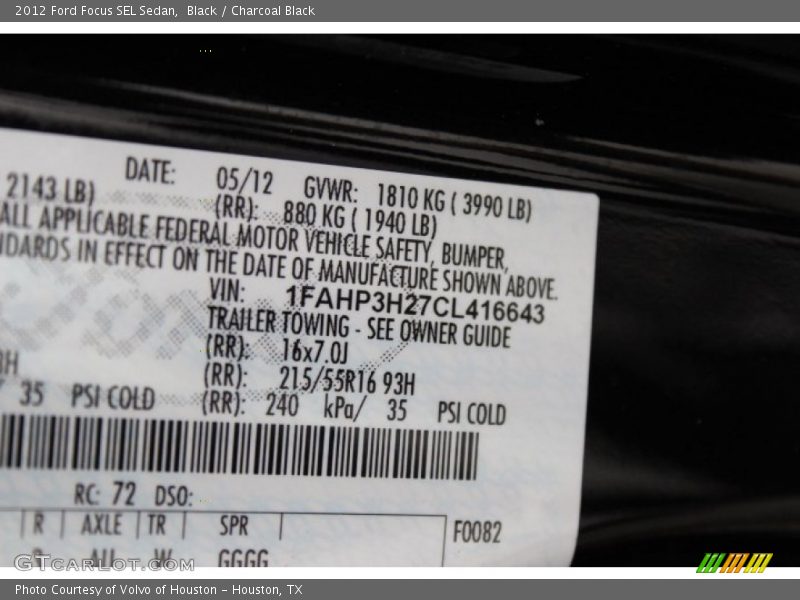 2012 Ford Focus SEL Sedan, Black / Charcoal Black
DATE: 05/12 GVWR: 1810 KG ( 3990 LB)
2143 LB) (RR): 880 KG ( 1940 LB)
ALL APPLICABLE FEDERAL MOTOR VEHICLE SAFETY, BUMPER,
IN EFFECT ON THE DATE OF MANUFACTURE SHOWN ABOVE.
VIN: 1FAHP3H27CL416643
TRAILER TOWING - SEE OWNER GUIDE
(RR): 16x7.0J
(RR): 215/55R16 93H
35 PSI COLD (RR): 240 kPa/ 35 PSI COLD
RC: 72 DSO:
R AXLE TR SPR F0082
GGGG
GTcarLot.com
Photo Courtesy of Volvo of Houston - Houston, TX